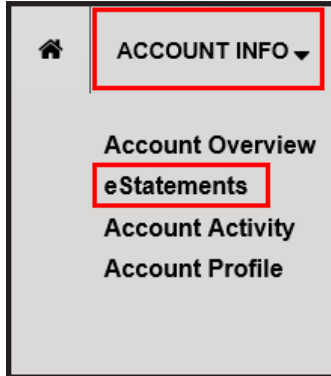 ACCOUNT INFO
Account Overview
eStatements
Account Activity
Account Profile